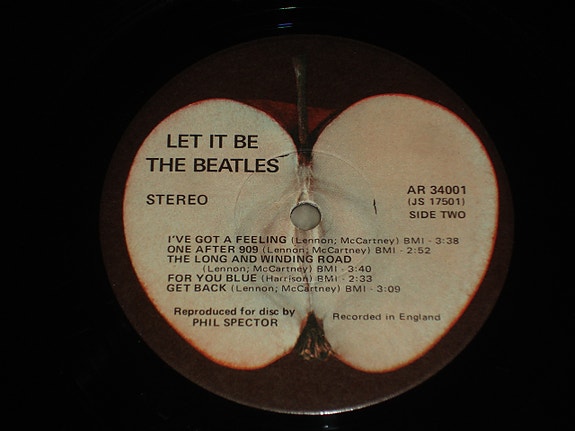 LET IT BE
THE BEATLES
STEREO
AR 34001
(JS 17501)
SIDE TWO
I'VE GOT A FEELING (Lennon; McCartney) BMI - 3:38
ONE AFTER 909 (Lennon; McCartney) BMI - 2:52
THE LONG AND WINDING ROAD
(Lennon; McCartney) BMI - 3:40
FOR YOU BLUE (Harrison) BMI - 2:33
GET BACK (Lennon; McCartney) BMI - 3:09
Reproduced for disc by
PHIL SPECTOR
Recorded in England